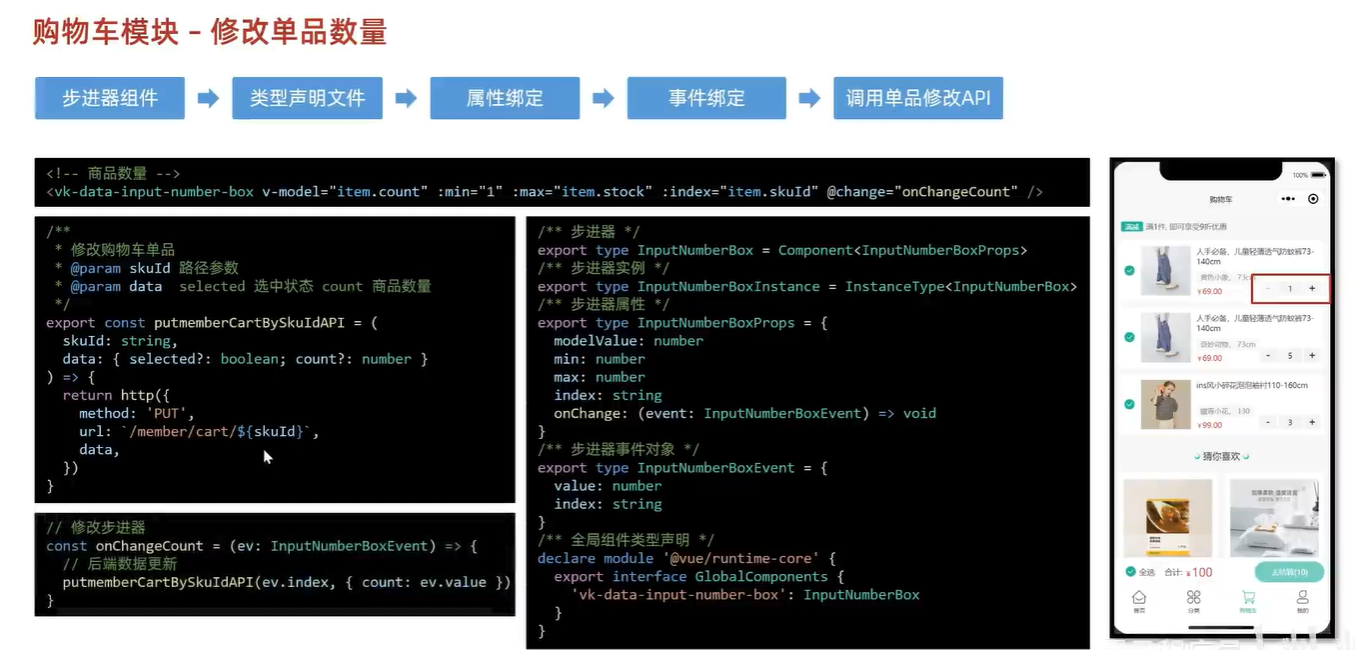 购物车模块 – 修改单品数量
步进器组件
类型声明文件
属性绑定
事件绑定
调用单品修改API
<!-- 商品数量 -->
<vk-data-input-number-box v-model="item.count" :min="1" :max="item.stock" :index="item.skuId" @change="onChangeCount" />
/**
* 修改购物车单品
* @param skuId 路径参数
* @param data  selected 选中状态 count 商品数量
*/
export const putmemberCartBySkuIdAPI = (
skuId: string,
data: { selected?: boolean; count?: number }
) => {
return http({
method: 'PUT',
url: `/member/cart/${skuId}`,
data,
})
}
// 修改步进器
const onChangeCount = (ev: InputNumberBoxEvent) => {
// 后端数据更新
putmemberCartBySkuIdAPI(ev.index, { count: ev.value })
}
/** 步进器 */
export type InputNumberBox = Component<InputNumberBoxProps>
/** 步进器实例 */
export type InputNumberBoxInstance = InstanceType<InputNumberBox>
/** 步进器属性 */
export type InputNumberBoxProps = {
modelValue: number
min: number
max: number
index: string
onChange: (event: InputNumberBoxEvent) => void
}
/** 步进器事件对象 */
export type InputNumberBoxEvent = {
value: number
index: string
}
/** 全局组件类型声明 */
declare module '@vue/runtime-core' {
export interface GlobalComponents {
'vk-data-input-number-box': InputNumberBox
}
}
100%
购物车
满减 满1件, 即可享受9折优惠
人手必备，儿童轻薄透气防蚊裤73-
140cm
黄色小象， 73c
¥69.00
- 1 +
人手必备，儿童轻薄透气防蚊裤73-
140cm
奇妙动物， 73cm
¥69.00
- 5 +
ins风小碎花泡泡袖衬110-160cm
130
¥99.00
- 3 +
猜你喜欢
全选 合计: ¥100
去结算(10)
首页
分类
购物车
我的